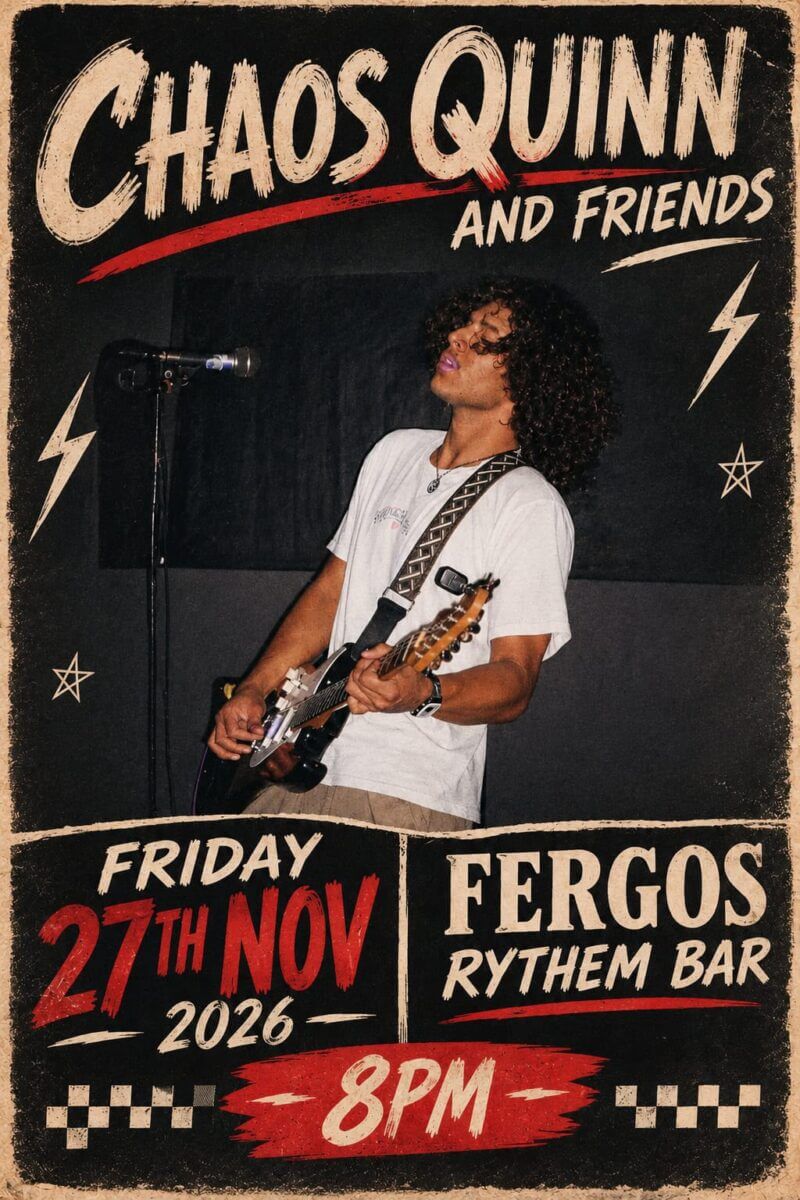 CHAOS QUINN
AND FRIENDS
FRIDAY
27TH NOV
2026
FERGOS
RYTHEM BAR
8PM